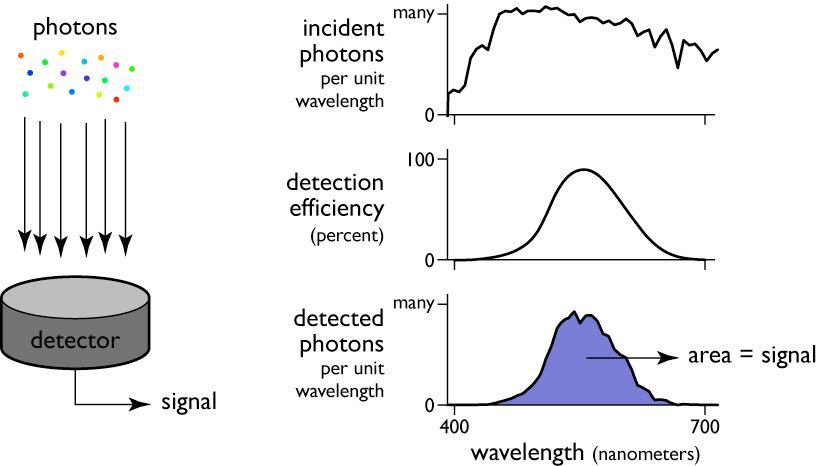 photons
detector
signal
incident
photons
per unit
wavelength
many
0
detection
efficiency
(percent)
100
0
detected
photons
per unit
wavelength
many
0
area = signal
400
700
wavelength (nanometers)